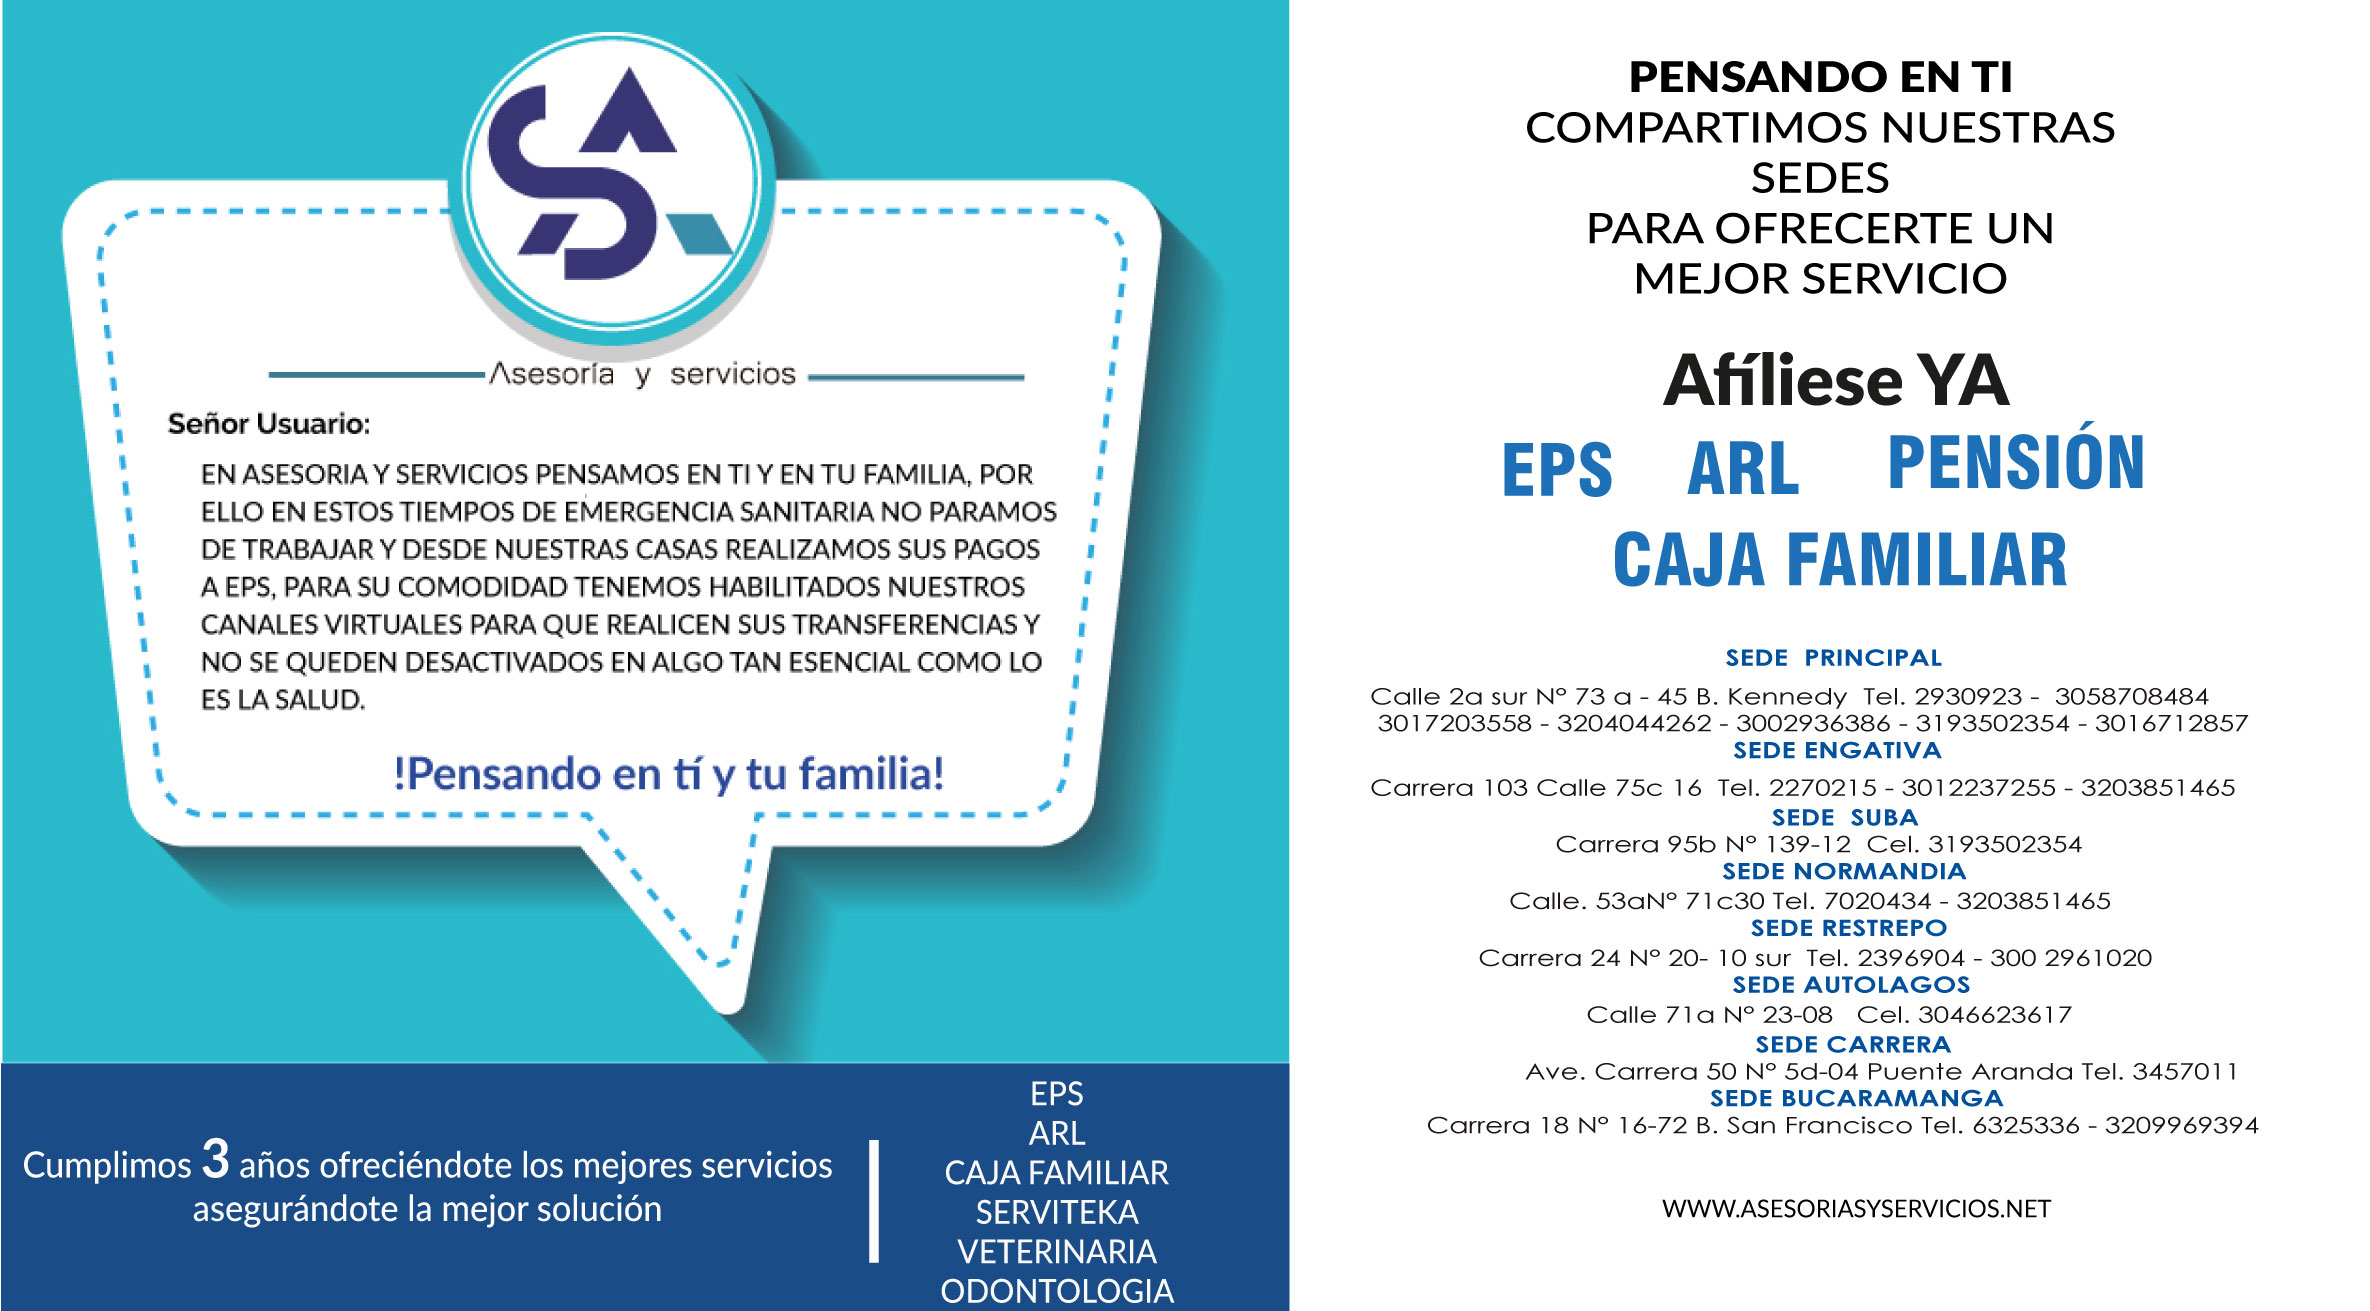 SA
Asesoría y servicios
Señor Usuario:
EN ASESORIA Y SERVICIOS PENSAMOS EN TI Y EN TU FAMILIA, POR
ELLO EN ESTOS TIEMPOS DE EMERGENCIA SANITARIA NO PARAMOS
DE TRABAJAR Y DESDE NUESTRAS CASAS REALIZAMOS SUS PAGOS
A EPS, PARA SU COMODIDAD TENEMOS HABILITADOS NUESTROS
CANALES VIRTUALES PARA QUE REALICEN SUS TRANSFERENCIAS Y
NO SE QUEDEN DESACTIVADOS EN ALGO TAN ESENCIAL COMO LO
ES LA SALUD.
!Pensando en tí y tu familia!
Cumplimos 3 años ofreciéndote los mejores servicios
asegurándote la mejor solución
EPS
ARL
CAJA FAMILIAR
SERVITEKA
VETERINARIA
ODONTOLOGIA
PENSANDO EN TI
COMPARTIMOS NUESTRAS
SEDES
PARA OFRECERTE UN
MEJOR SERVICIO
Afíliese YA
EPS ARL PENSIÓN
CAJA FAMILIAR
SEDE PRINCIPAL
Calle 2a sur Nº 73 a - 45 B. Kennedy Tel. 2930923 - 3058708484
3017203558 - 3204044262 - 3002936386 - 3193502354 - 3016712857
SEDE ENGATIVA
Carrera 103 Calle 75c 16 Tel. 2270215 - 3012237255 - 3203851465
SEDE SUBA
Carrera 95b Nº 139-12 Cel. 3193502354
SEDE NORMANDIA
Calle. 53aNº 71c30 Tel. 7020434 - 3203851465
SEDE RESTREPO
Carrera 24 Nº 20- 10 sur Tel. 2396904 - 300 2961020
SEDE AUTOLAGOS
Calle 71a Nº 23-08 Cel. 3046623617
SEDE CARRERA
Ave. Carrera 50 Nº 5d-04 Puente Aranda Tel. 3457011
SEDE BUCARAMANGA
Carrera 18 Nº 16-72 B. San Francisco Tel. 6325336 - 3209969394
WWW.ASESORIASYSERVICIOS.NET